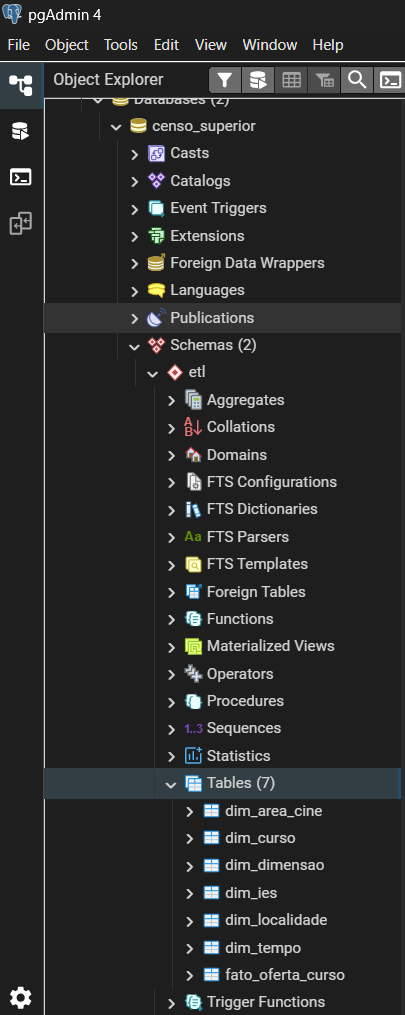 pgAdmin 4
File Object Tools Edit View Window Help
Object Explorer
Databases (2)
censo_superior
Casts
Catalogs
Event Triggers
Extensions
Foreign Data Wrappers
Languages
Publications
Schemas (2)
etl
Aggregates
Collations
Domains
FTS Configurations
FTS Dictionaries
Aa FTS Parsers
FTS Templates
Foreign Tables
Functions
Materialized Views
Operators
Procedures
1..3 Sequences
Statistics
Tables (7)
dim_area_cine
dim_curso
dim_dimensao
dim_ies
dim_localidade
dim_tempo
fato_oferta_curso
Trigger Functions